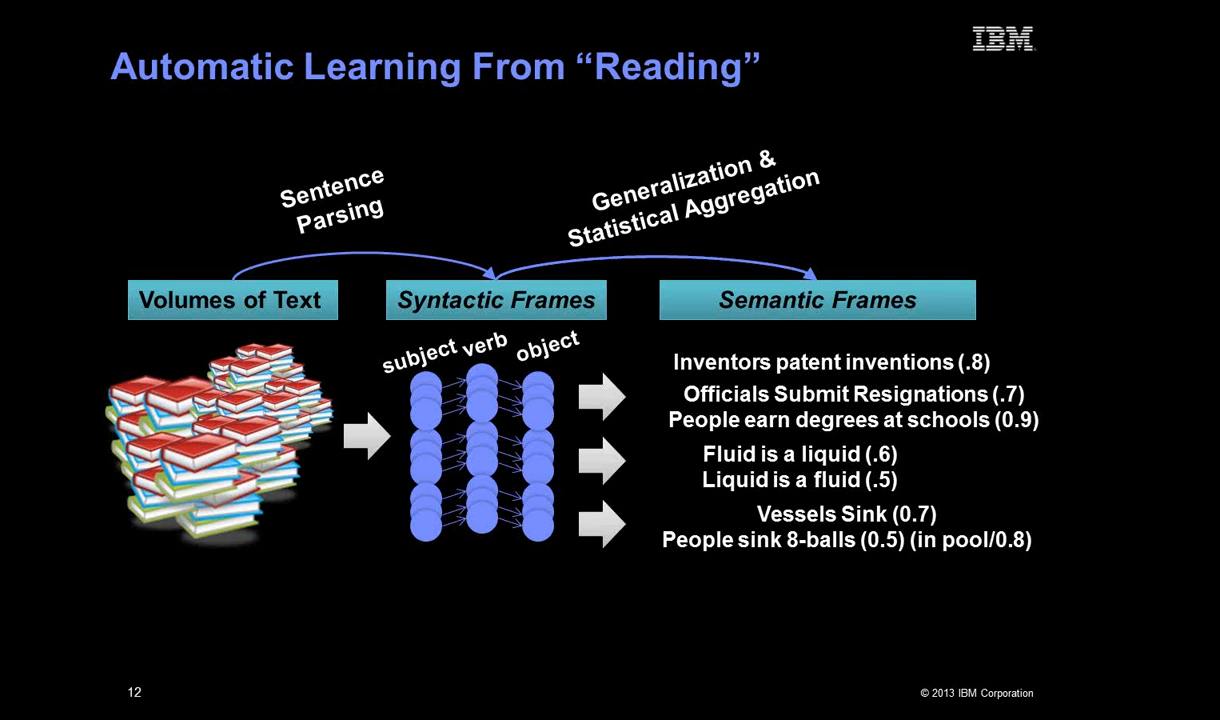 IBM
Automatic Learning From “Reading”
Sentence
Parsing
Generalization &
Statistical Aggregation
Volumes of Text
Syntactic Frames
Semantic Frames
subject verb object
Inventors patent inventions (.8)
Officials Submit Resignations (.7)
People earn degrees at schools (0.9)
Fluid is a liquid (.6)
Liquid is a fluid (.5)
Vessels Sink (0.7)
People sink 8-balls (0.5) (in pool/0.8)
12
© 2013 IBM Corporation